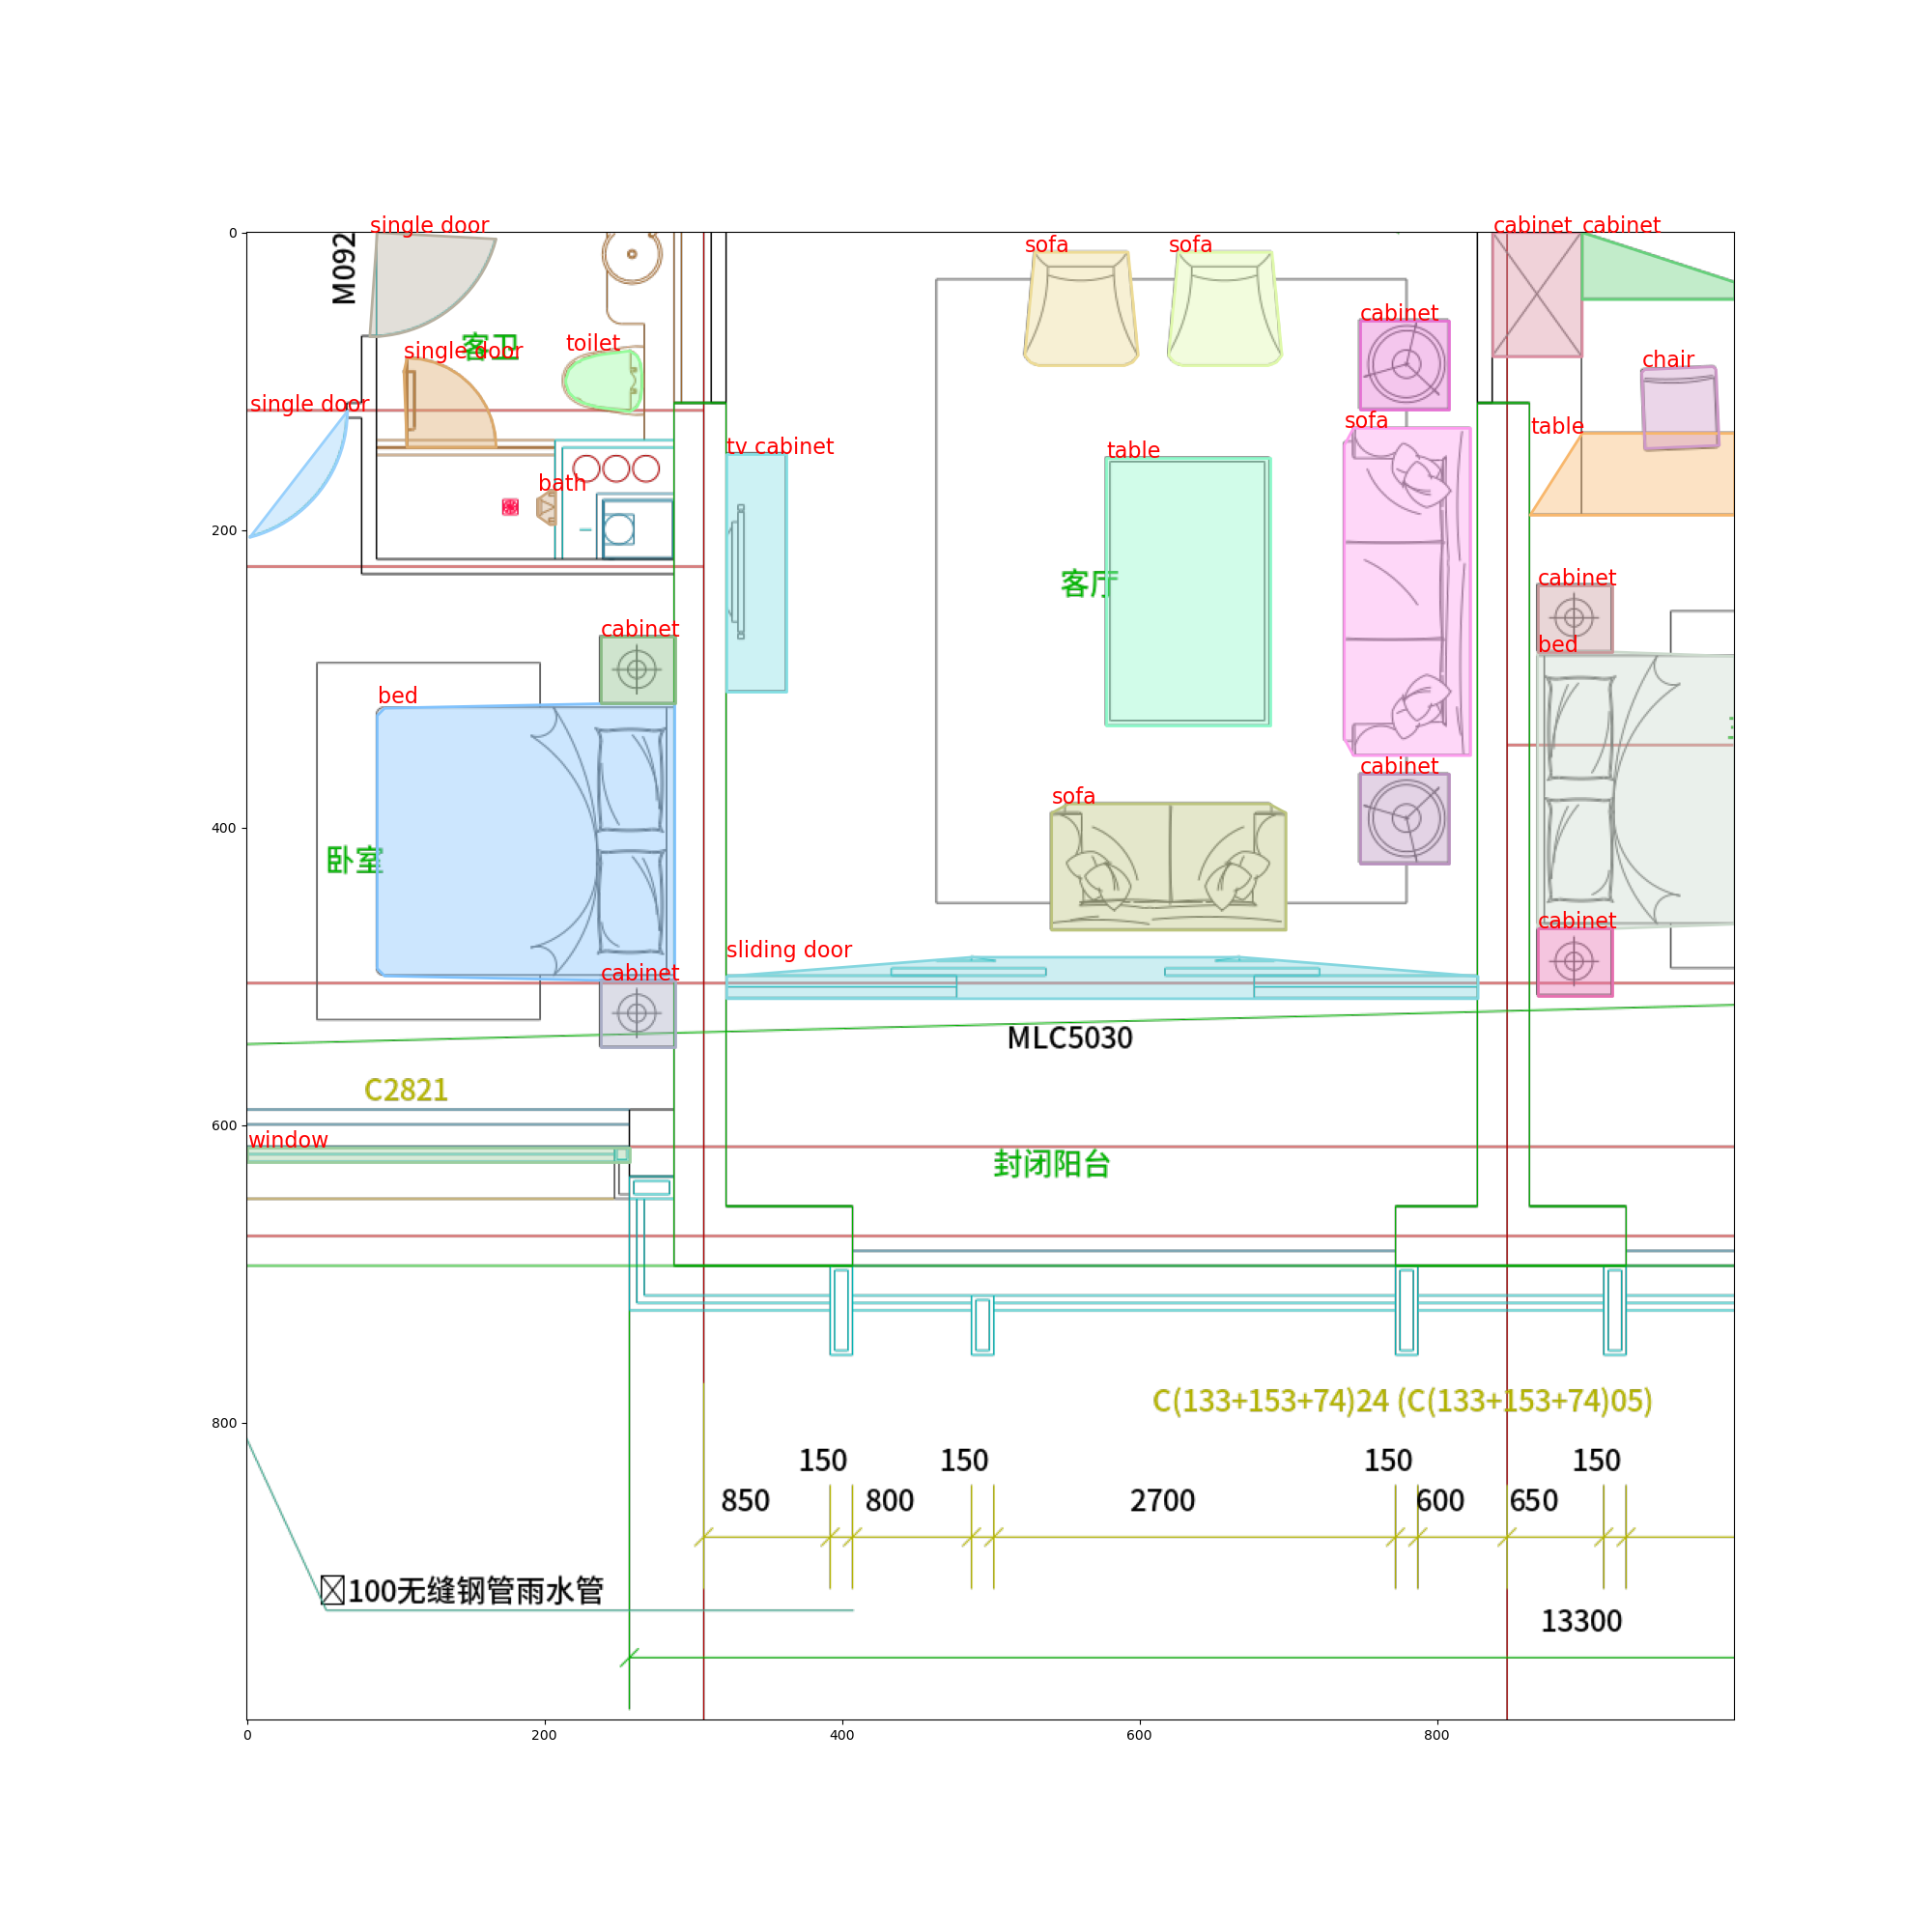 0
single door
cabinet
cabinet
M092
sofa
sofa
cabinet
客卫
toilet
single door
chair
single door
sofa
table
tv cabinet
table
bath
200
客厅
cabinet
cabinet
bed
bed
cabinet
sofa
400
卧室
cabinet
sliding door
cabinet
MLC5030
C2821
600
window
封闭阳台
C(133+153+74)24 (C(133+153+74)05)
800
150
150
150
150
850
800
2700
600
650
100无缝钢管雨水管
13300
0
200
400
600
800